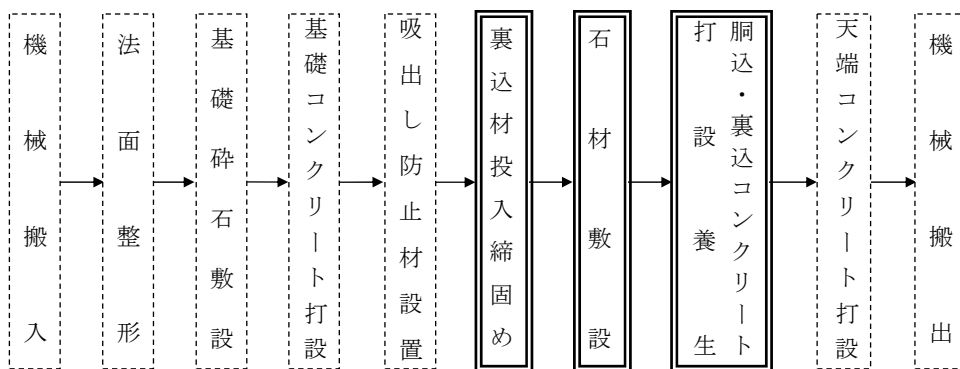 機械搬入
法面整形
基礎砕石敷設
基礎コンクリート打設
吸出し防止材設置
裏込材投入締固め
石材敷設
胴込・裏込コンクリート
打設養生
天端コンクリート打設
機械搬出